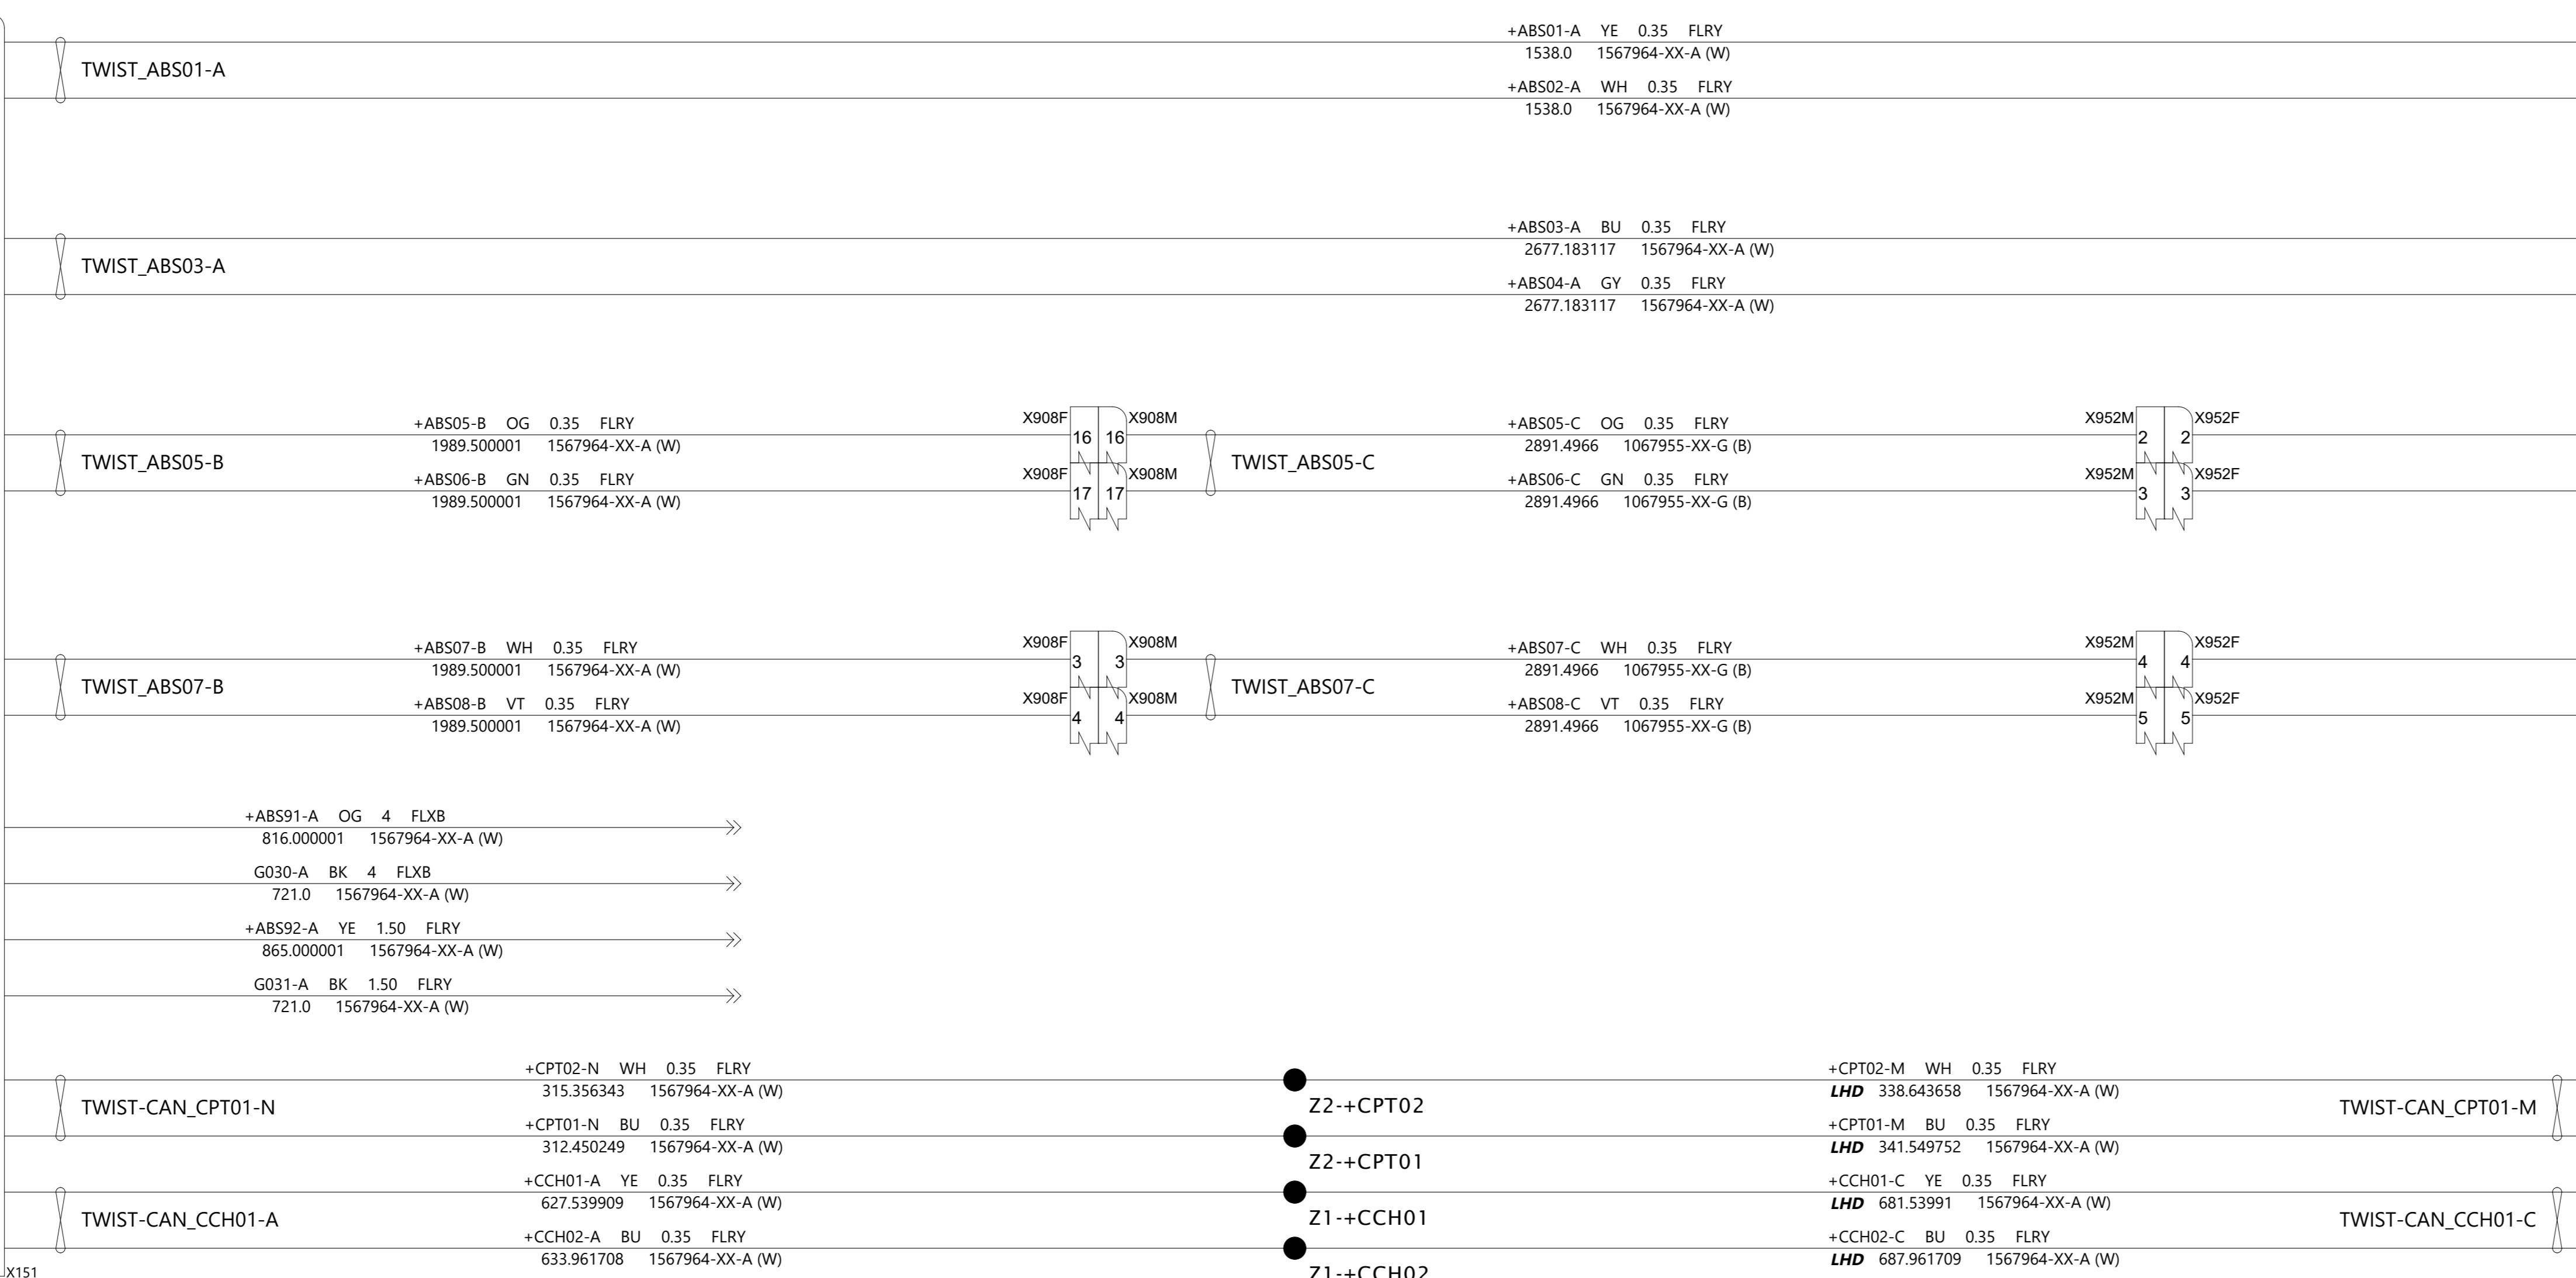 +ABS01-A YE 0.35 FLRY
1538.0 1567964-XX-A (W)
TWIST_ABS01-A
+ABS02-A WH 0.35 FLRY
1538.0 1567964-XX-A (W)
+ABS03-A BU 0.35 FLRY
2677.183117 1567964-XX-A (W)
TWIST_ABS03-A
+ABS04-A GY 0.35 FLRY
2677.183117 1567964-XX-A (W)
+ABS05-B OG 0.35 FLRY X908F X908M +ABS05-C OG 0.35 FLRY X952M X952F
1989.500001 1567964-XX-A (W) 16 16 2891.4966 1067955-XX-G (B) 2 2
TWIST_ABS05-B TWIST_ABS05-C
+ABS06-B GN 0.35 FLRY X908F X908M +ABS06-C GN 0.35 FLRY X952M X952F
1989.500001 1567964-XX-A (W) 17 17 2891.4966 1067955-XX-G (B) 3 3
+ABS07-B WH 0.35 FLRY X908F X908M +ABS07-C WH 0.35 FLRY X952M X952F
1989.500001 1567964-XX-A (W) 3 3 2891.4966 1067955-XX-G (B) 4 4
TWIST_ABS07-B TWIST_ABS07-C
+ABS08-B VT 0.35 FLRY X908F X908M +ABS08-C VT 0.35 FLRY X952M X952F
1989.500001 1567964-XX-A (W) 4 4 2891.4966 1067955-XX-G (B) 5 5
+ABS91-A OG 4 FLXB
816.000001 1567964-XX-A (W)
G030-A BK 4 FLXB
721.0 1567964-XX-A (W)
+ABS92-A YE 1.50 FLRY
865.000001 1567964-XX-A (W)
G031-A BK 1.50 FLRY
721.0 1567964-XX-A (W)
+CPT02-N WH 0.35 FLRY +CPT02-M WH 0.35 FLRY
315.356343 1567964-XX-A (W) LHD 338.643658 1567964-XX-A (W)
TWIST-CAN_CPT01-N Z2-+CPT02 TWIST-CAN_CPT01-M
+CPT01-N BU 0.35 FLRY +CPT01-M BU 0.35 FLRY
312.450249 1567964-XX-A (W) LHD 341.549752 1567964-XX-A (W)
Z2-+CPT01
+CCH01-A YE 0.35 FLRY +CCH01-C YE 0.35 FLRY
627.539909 1567964-XX-A (W) LHD 681.53991 1567964-XX-A (W)
TWIST-CAN_CCH01-A Z1-+CCH01 TWIST-CAN_CCH01-C
+CCH02-A BU 0.35 FLRY +CCH02-C BU 0.35 FLRY
633.961708 1567964-XX-A (W) LHD 687.961709 1567964-XX-A (W)
X151 Z1-+CCH02